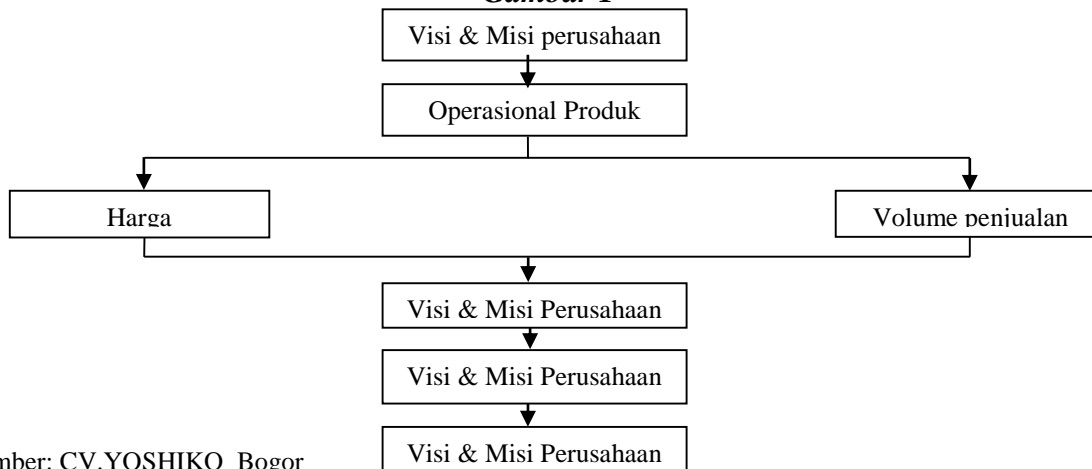 Gambar 1
Visi & Misi perusahaan
Operasional Produk
Harga
Volume penjualan
Visi & Misi Perusahaan
Visi & Misi Perusahaan
Visi & Misi Perusahaan
mber: CV.YOSHIKO Bogor